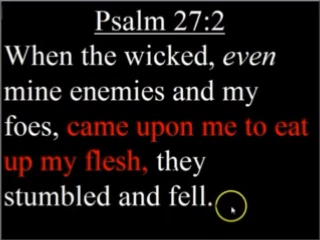 Psalm 27:2
When the wicked, even
mine enemies and my
foes, came upon me to eat
up my flesh, they
stumbled and fell.